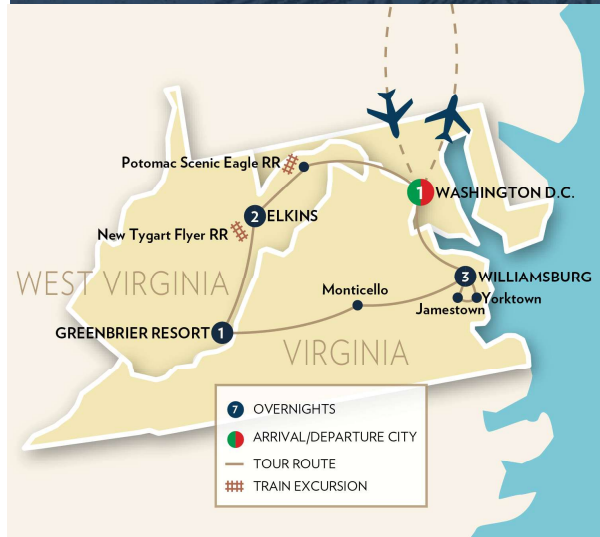 Potomac Scenic Eagle RR
1 WASHINGTON D.C.
2 ELKINS
New Tygart Flyer RR
WEST VIRGINIA
3 WILLIAMSBURG
Monticello
Yorktown
Jamestown
GREENBRIER RESORT 1
VIRGINIA
7 OVERNIGHTS
ARRIVAL/DEPARTURE CITY
TOUR ROUTE
TRAIN EXCURSION